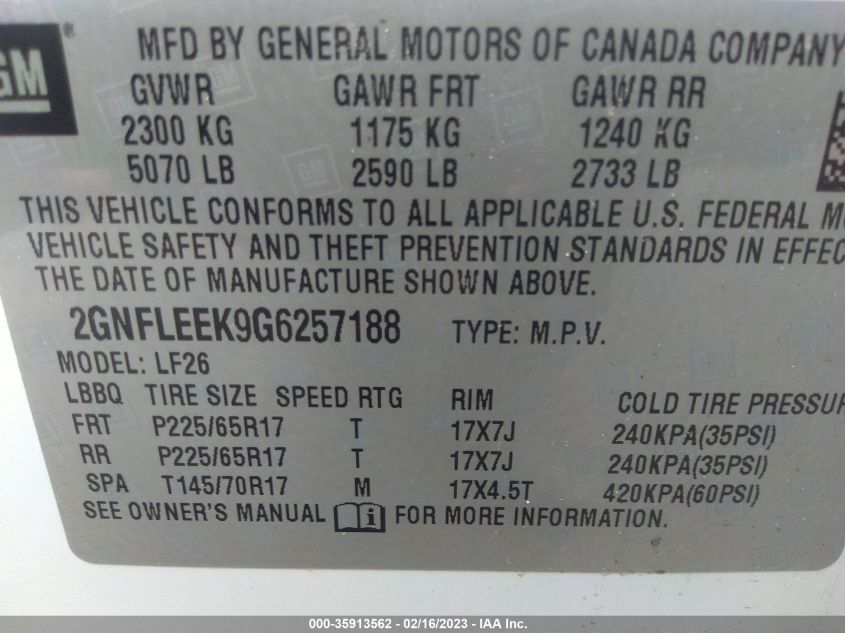 GM ®
MFD BY GENERAL MOTORS OF CANADA COMPANY
GVWR GAWR FRT GAWR RR
2300 KG 1175 KG 1240 KG
5070 LB 2590 LB 2733 LB
THIS VEHICLE CONFORMS TO ALL APPLICABLE U.S. FEDERAL
VEHICLE SAFETY AND THEFT PREVENTION STANDARDS IN
THE DATE OF MANUFACTURE SHOWN ABOVE.
2GNFLEEK9G6257188 TYPE: M.P.V.
MODEL: LF26
LBBQ TIRE SIZE SPEED RTG RIM COLD TIRE
FRT P225/65R17 T 17X7J 240KPA(35PSI)
RR P225/65R17 T 17X7J 240KPA(35PSI)
SPA T145/70R17 M 17X4.5T 420KPA(60PSI)
SEE OWNER'S MANUAL i FOR MORE INFORMATION.
000-35913562 - 02/16/2023 - IAA Inc.